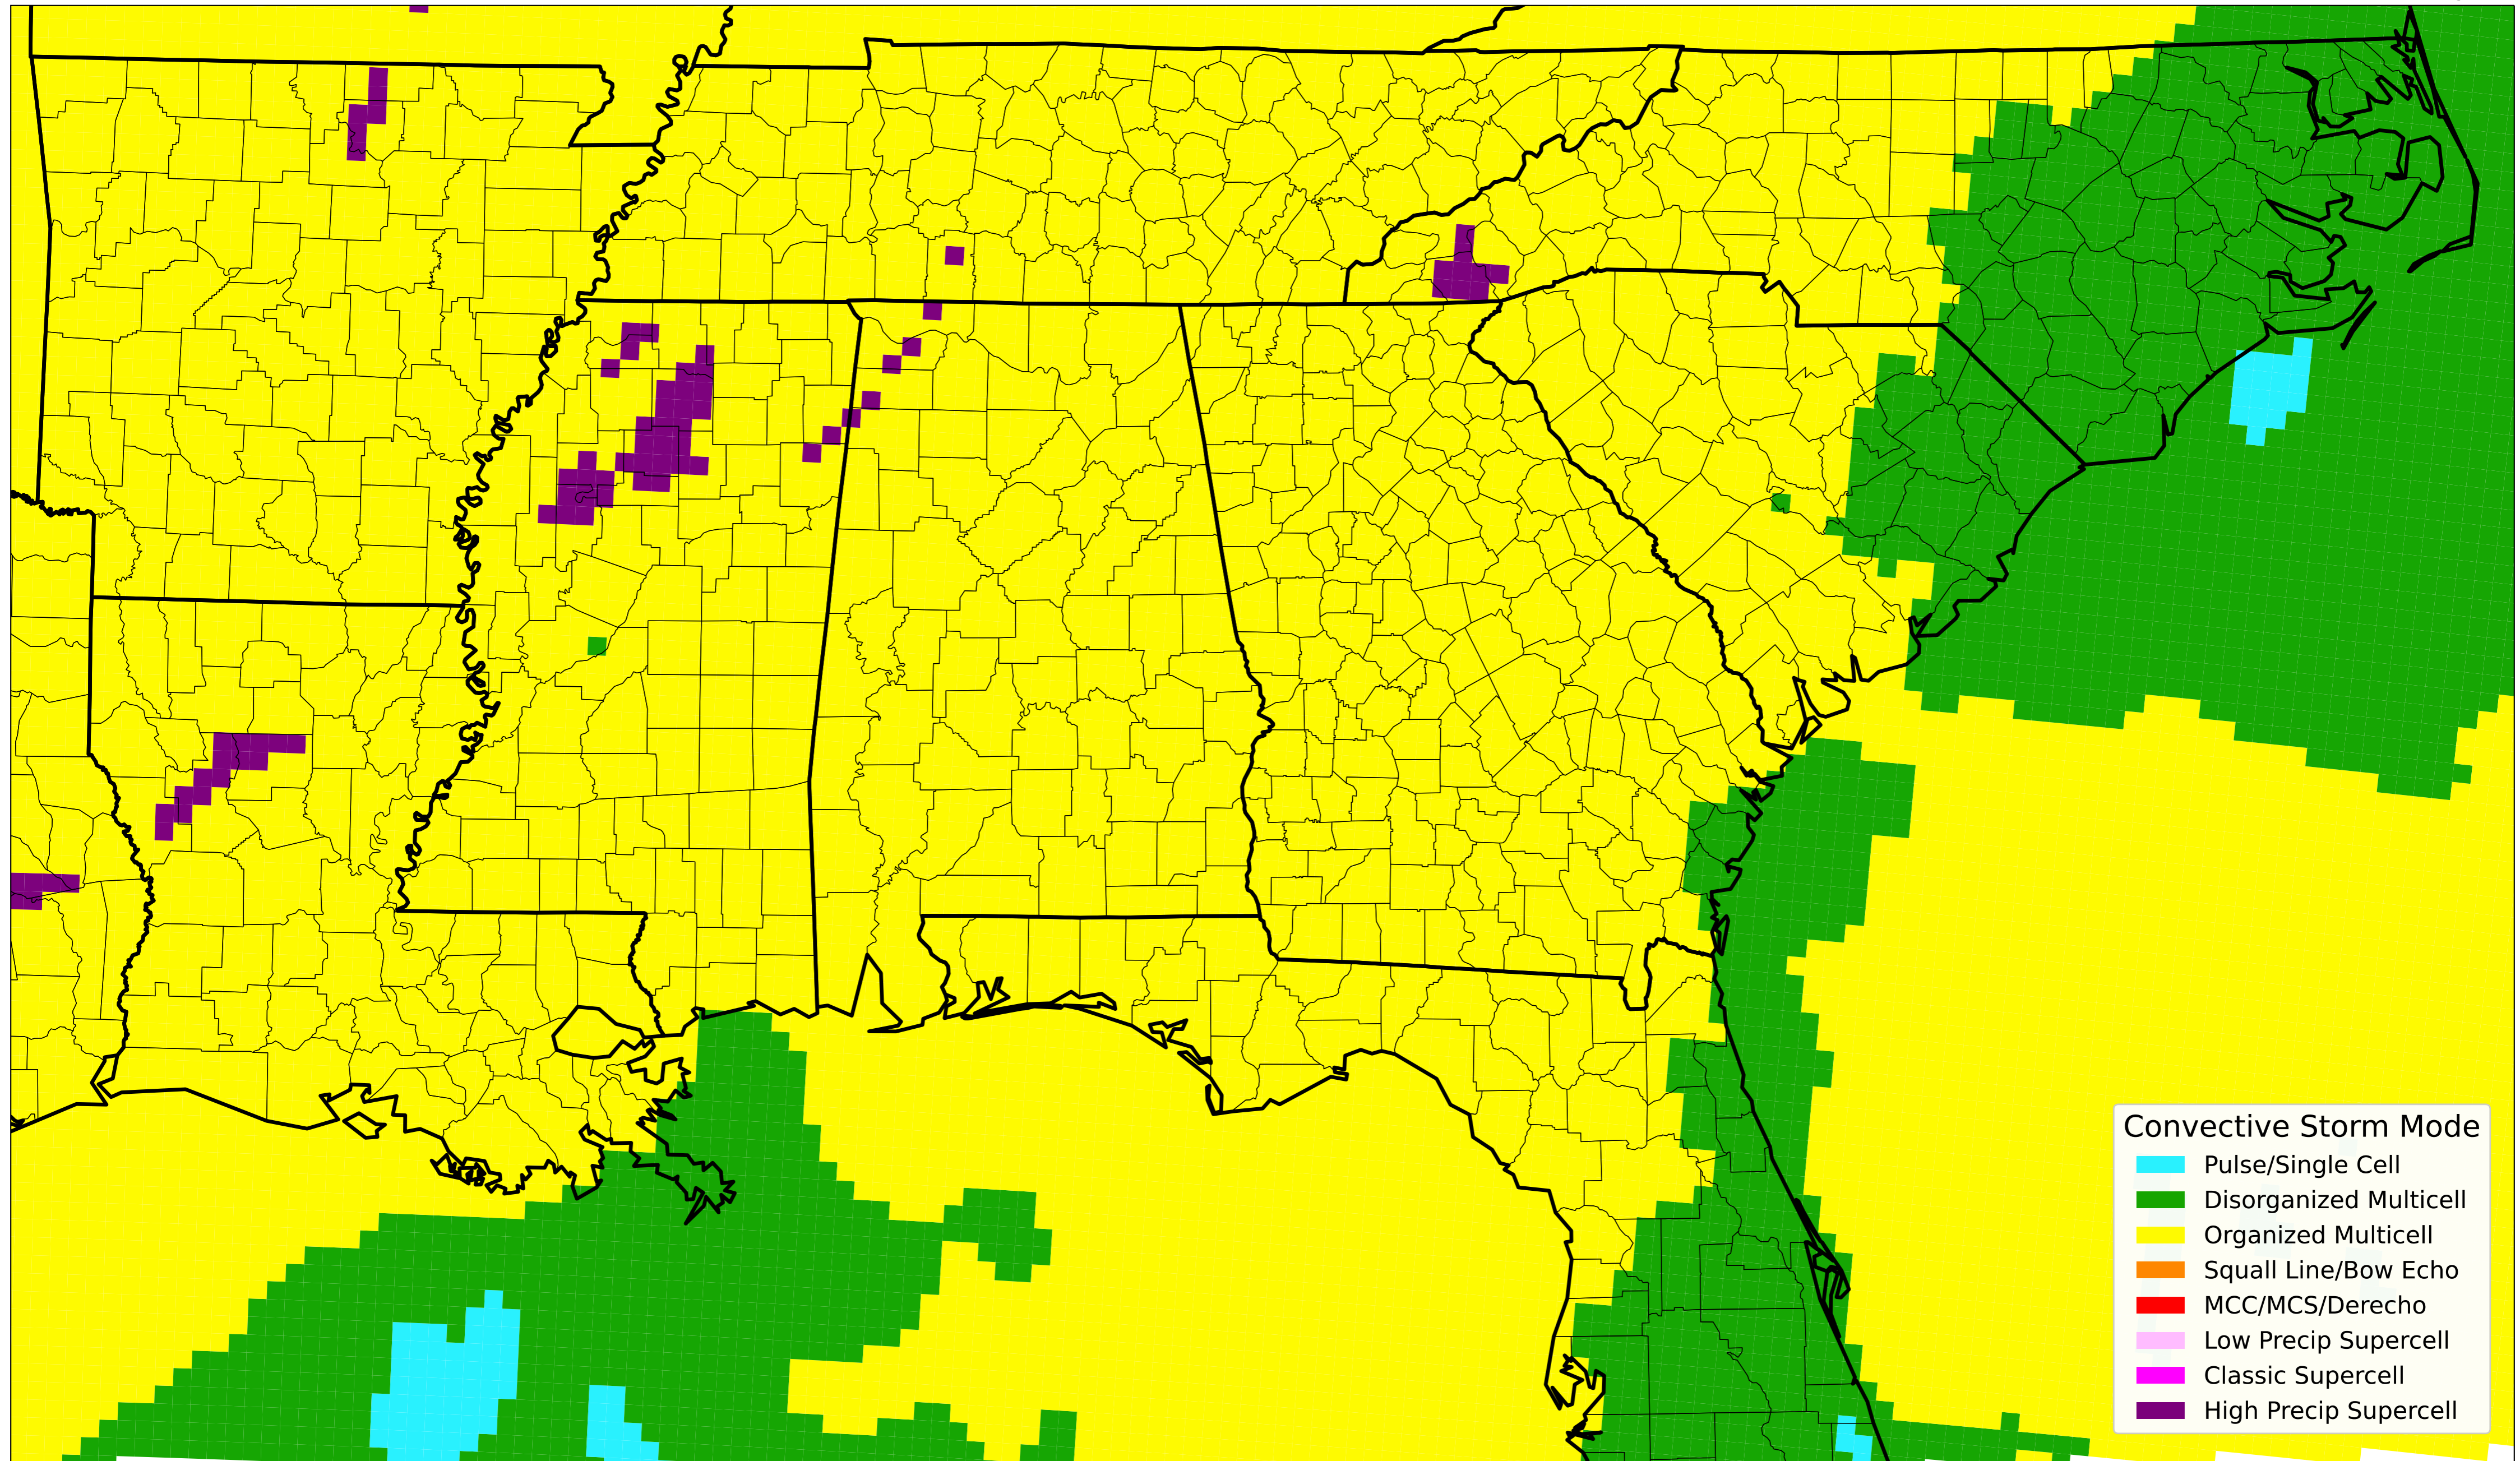 Convective Storm Mode
Pulse/Single Cell
Disorganized Multicell
Organized Multicell
Squall Line/Bow Echo
MCC/MCS/Derecho
Low Precip Supercell
Classic Supercell
High Precip Supercell